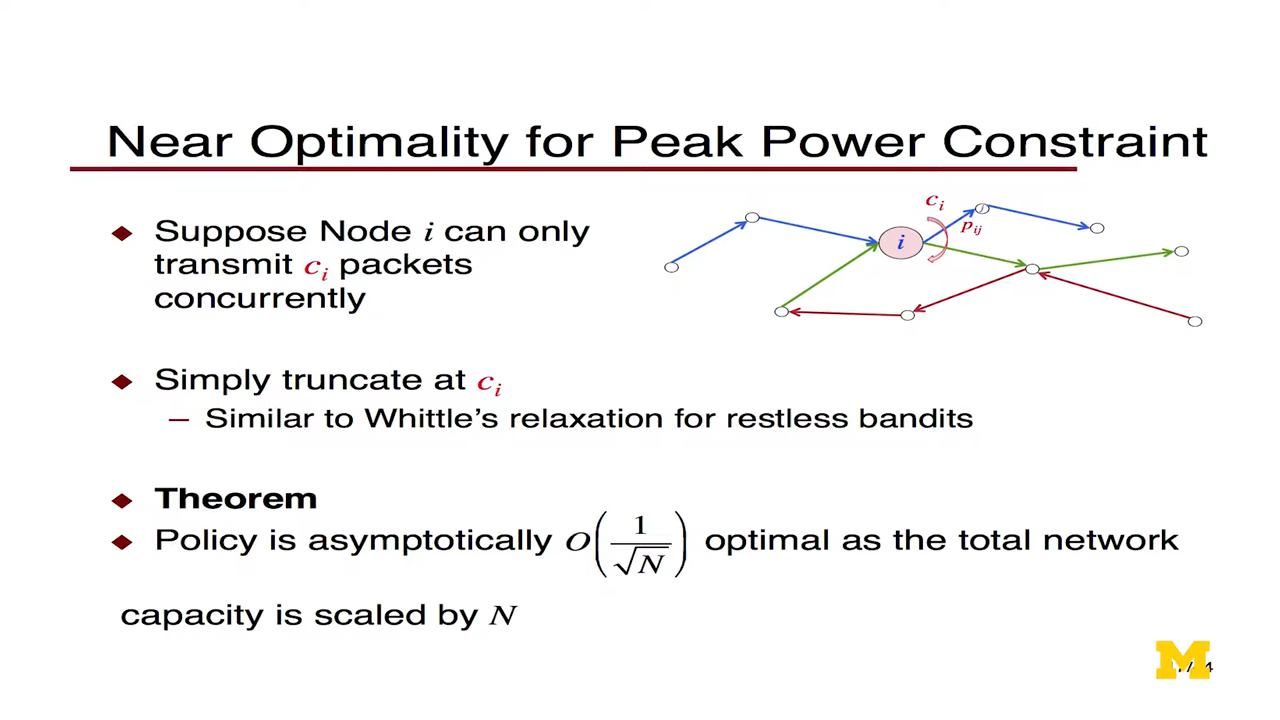 Near Optimality for Peak Power Constraint
Suppose Node i can only
transmit c_i packets
concurrently
c_i
j
p_ij
i
Simply truncate at c_i
– Similar to Whittle's relaxation for restless bandits
Theorem
Policy is asymptotically O(1/√N) optimal as the total network
capacity is scaled by N
M